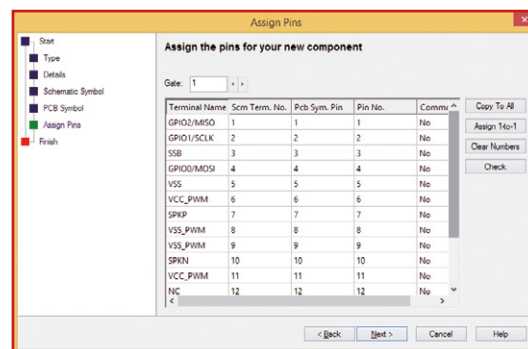 Assign Pins
Start
Type
Details
Schematic Symbol
PCB Symbol
Assign Pins
Finish
Assign the pins for your new component
Gate: 1
Terminal Name Scm Term. No. Pcb Sym. Pin Pin No. Commo
GPIO2/MISO 1 1 1 No
GPIO1/SCLK 2 2 2 No
SSB 3 3 3 No
GPIO0/MOSI 4 4 4 No
VSS 5 5 5 No
VCC_PWM 6 6 6 No
SPKP 7 7 7 No
VSS_PWM 8 8 8 No
VSS_PWM 9 9 9 No
SPKN 10 10 10 No
VCC_PWM 11 11 11 No
NC 12 12 12 No
Copy To All
Assign 1-to-1
Clear Numbers
Check
< Back Next > Cancel Help